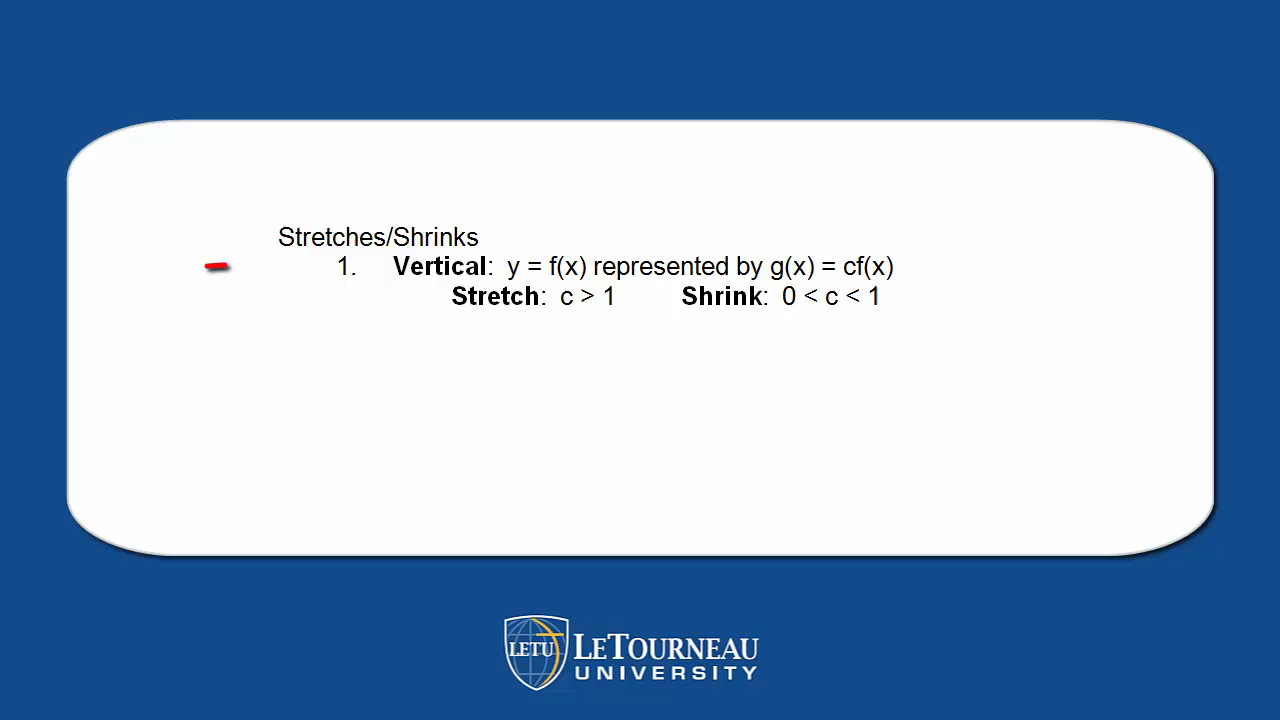 Stretches/Shrinks
1. Vertical: y = f(x) represented by g(x) = cf(x)
Stretch: c > 1 Shrink: 0 < c < 1
LETU LETOURNEAU
UNIVERSITY